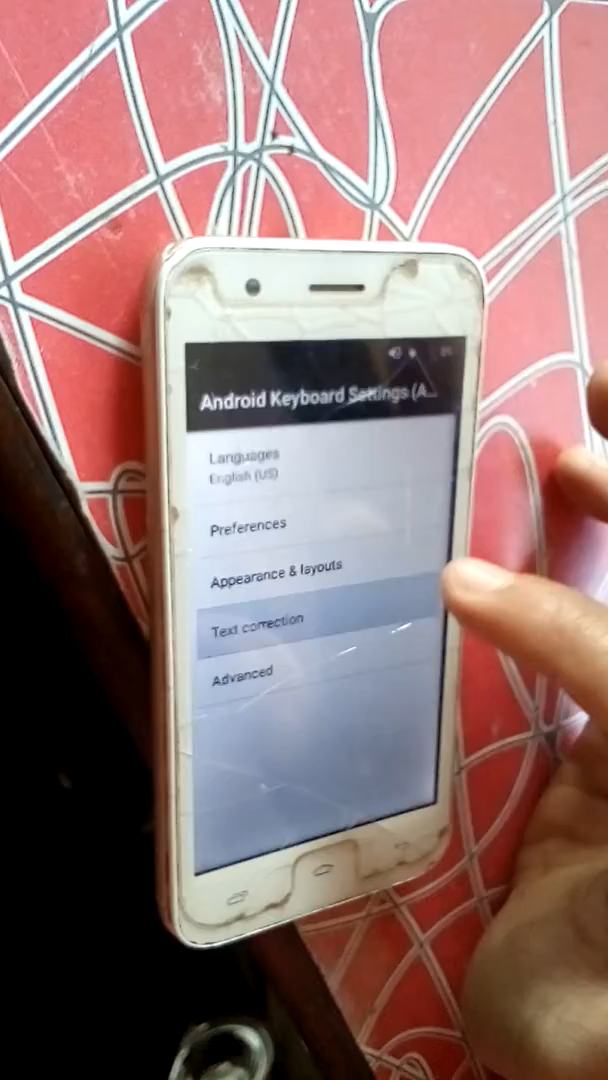 Android Keyboard Settings (A...
Languages
English (US)
Preferences
Appearance & layouts
Text correction
Advanced